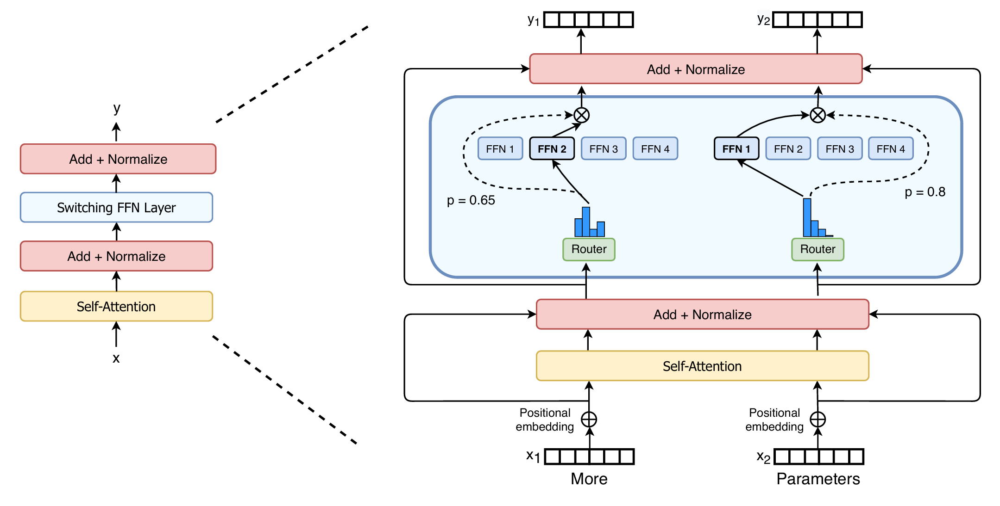 y
Add + Normalize
Switching FFN Layer
Add + Normalize
Self-Attention
x
y1
y2
Add + Normalize
FFN 1
FFN 2
FFN 3
FFN 4
FFN 1
FFN 2
FFN 3
FFN 4
p = 0.65
p = 0.8
Router
Router
Add + Normalize
Self-Attention
Positional
embedding
Positional
embedding
x1
x2
More
Parameters